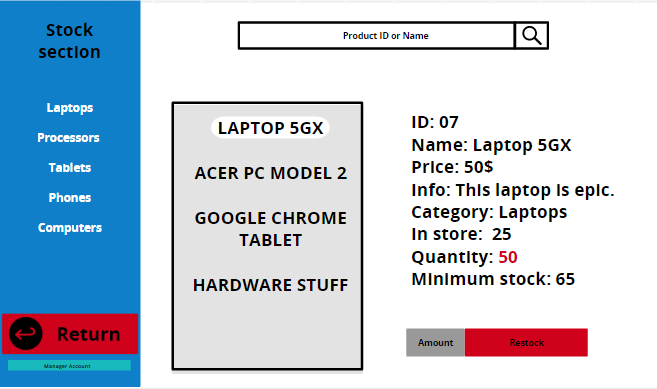 Stock
section
Laptops
Processors
Tablets
Phones
Computers
Return
Manager Account
Product ID or Name
LAPTOP 5GX
ACER PC MODEL 2
GOOGLE CHROME
TABLET
HARDWARE STUFF
ID: 07
Name: Laptop 5GX
Price: 50$
Info: This laptop is epic.
Category: Laptops
In store: 25
Quantity: 50
Minimum stock: 65
Amount
Restock